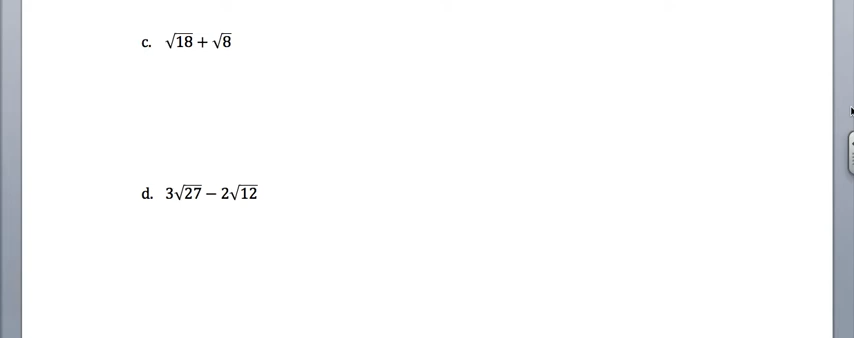 c. √18 + √8
d. 3√27 − 2√12